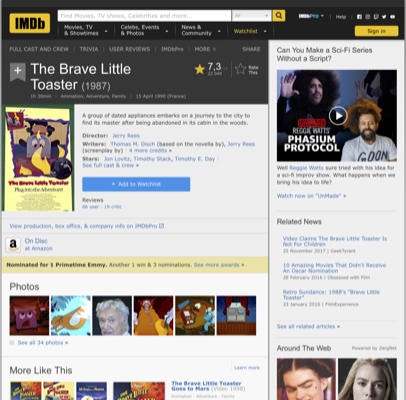 IMDb
Find Movies, TV shows, Celebrities and more...
All
IMDbPro
Help
Movies, TV
& Showtimes
Celebs, Events
& Photos
News &
Community
Watchlist
Sign in
FULL CAST AND CREW | TRIVIA | USER REVIEWS | IMDbPro | MORE
SHARE
The Brave Little
Toaster (1987)
7,3
Rate
This
1h 30min | Animation, Adventure, Family | 15 April 1990 (France)
A group of dated appliances embarks on a journey to the city to
find its master after being abandoned in its cabin in the woods.
Director: Jerry Rees
Writers: Thomas M. Disch (based on the novella by), Jerry Rees
(screenplay by) | 4 more credits »
Stars: Jon Lovitz, Timothy Stack, Timothy E. Day |
See full cast & crew »
+ Add to Watchlist
Reviews
46 user | 19 critic
The Brave Little
Toaster
View production, box office, & company info on IMDbPro
a
On Disc
at Amazon
Nominated for 1 Primetime Emmy. Another 1 win & 3 nominations. See more awards »
Photos
See all 34 photos »
More Like This
Learn more
The Brave Little Toaster
Goes to Mars (Video 1998)
Animation | Adventure | Family
Can You Make a Sci-Fi Series
Without a Script?
REGGIE WATTS'
PHASIUM
PROTOCOL
Well Reggie Watts sure tried with his idea for
a sci-fi improv show. What happens when we
bring his idea to life?
Watch now on "UnMade" »
Related News
Video Claims The Brave Little Toaster Is
Not For Children
25 November 2017 | GeekTyrant
10 Amazing Movies That Didn't Receive
An Oscar Nomination
28 February 2016 | Obsessed with Film
Retro Sundance: 1988's "Brave Little
Toaster"
23 January 2016 | FilmExperience
See all related articles »
Around The Web
Powered by ZergNet